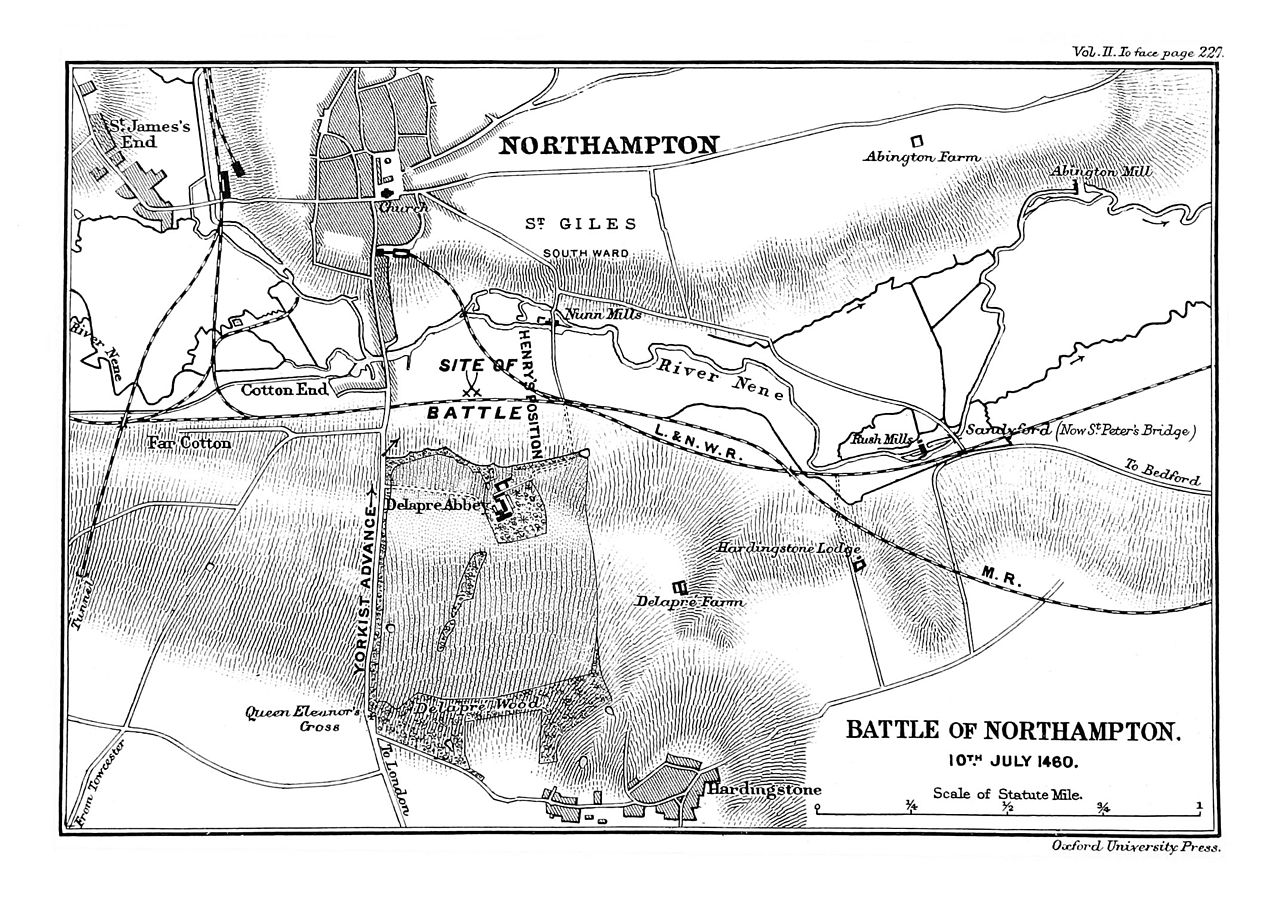 Vol. II. To face page 227.
St James's
End
NORTHAMPTON
Abington Farm
Abington Mill
Church
ST GILES
SOUTH WARD
River Nene
Nunn Mills
HENRY'S POSITION
SITE OF
BATTLE
River Nene
Cotton End
Far Cotton
L. & N.W.R.
Rush Mills
Sandyford (Now St Peter's Bridge)
To Bedford
Delapre Abbey
YORKIST ADVANCE
Hardingstone Lodge
M.R.
Delapre Farm
Tunnel
Queen Eleanor's
Cross
Delapre Wood
From Towcester
To London
Hardingstone
BATTLE OF NORTHAMPTON.
10TH JULY 1460.
Scale of Statute Mile.
0 1/4 1/2 3/4 1
Oxford University Press.